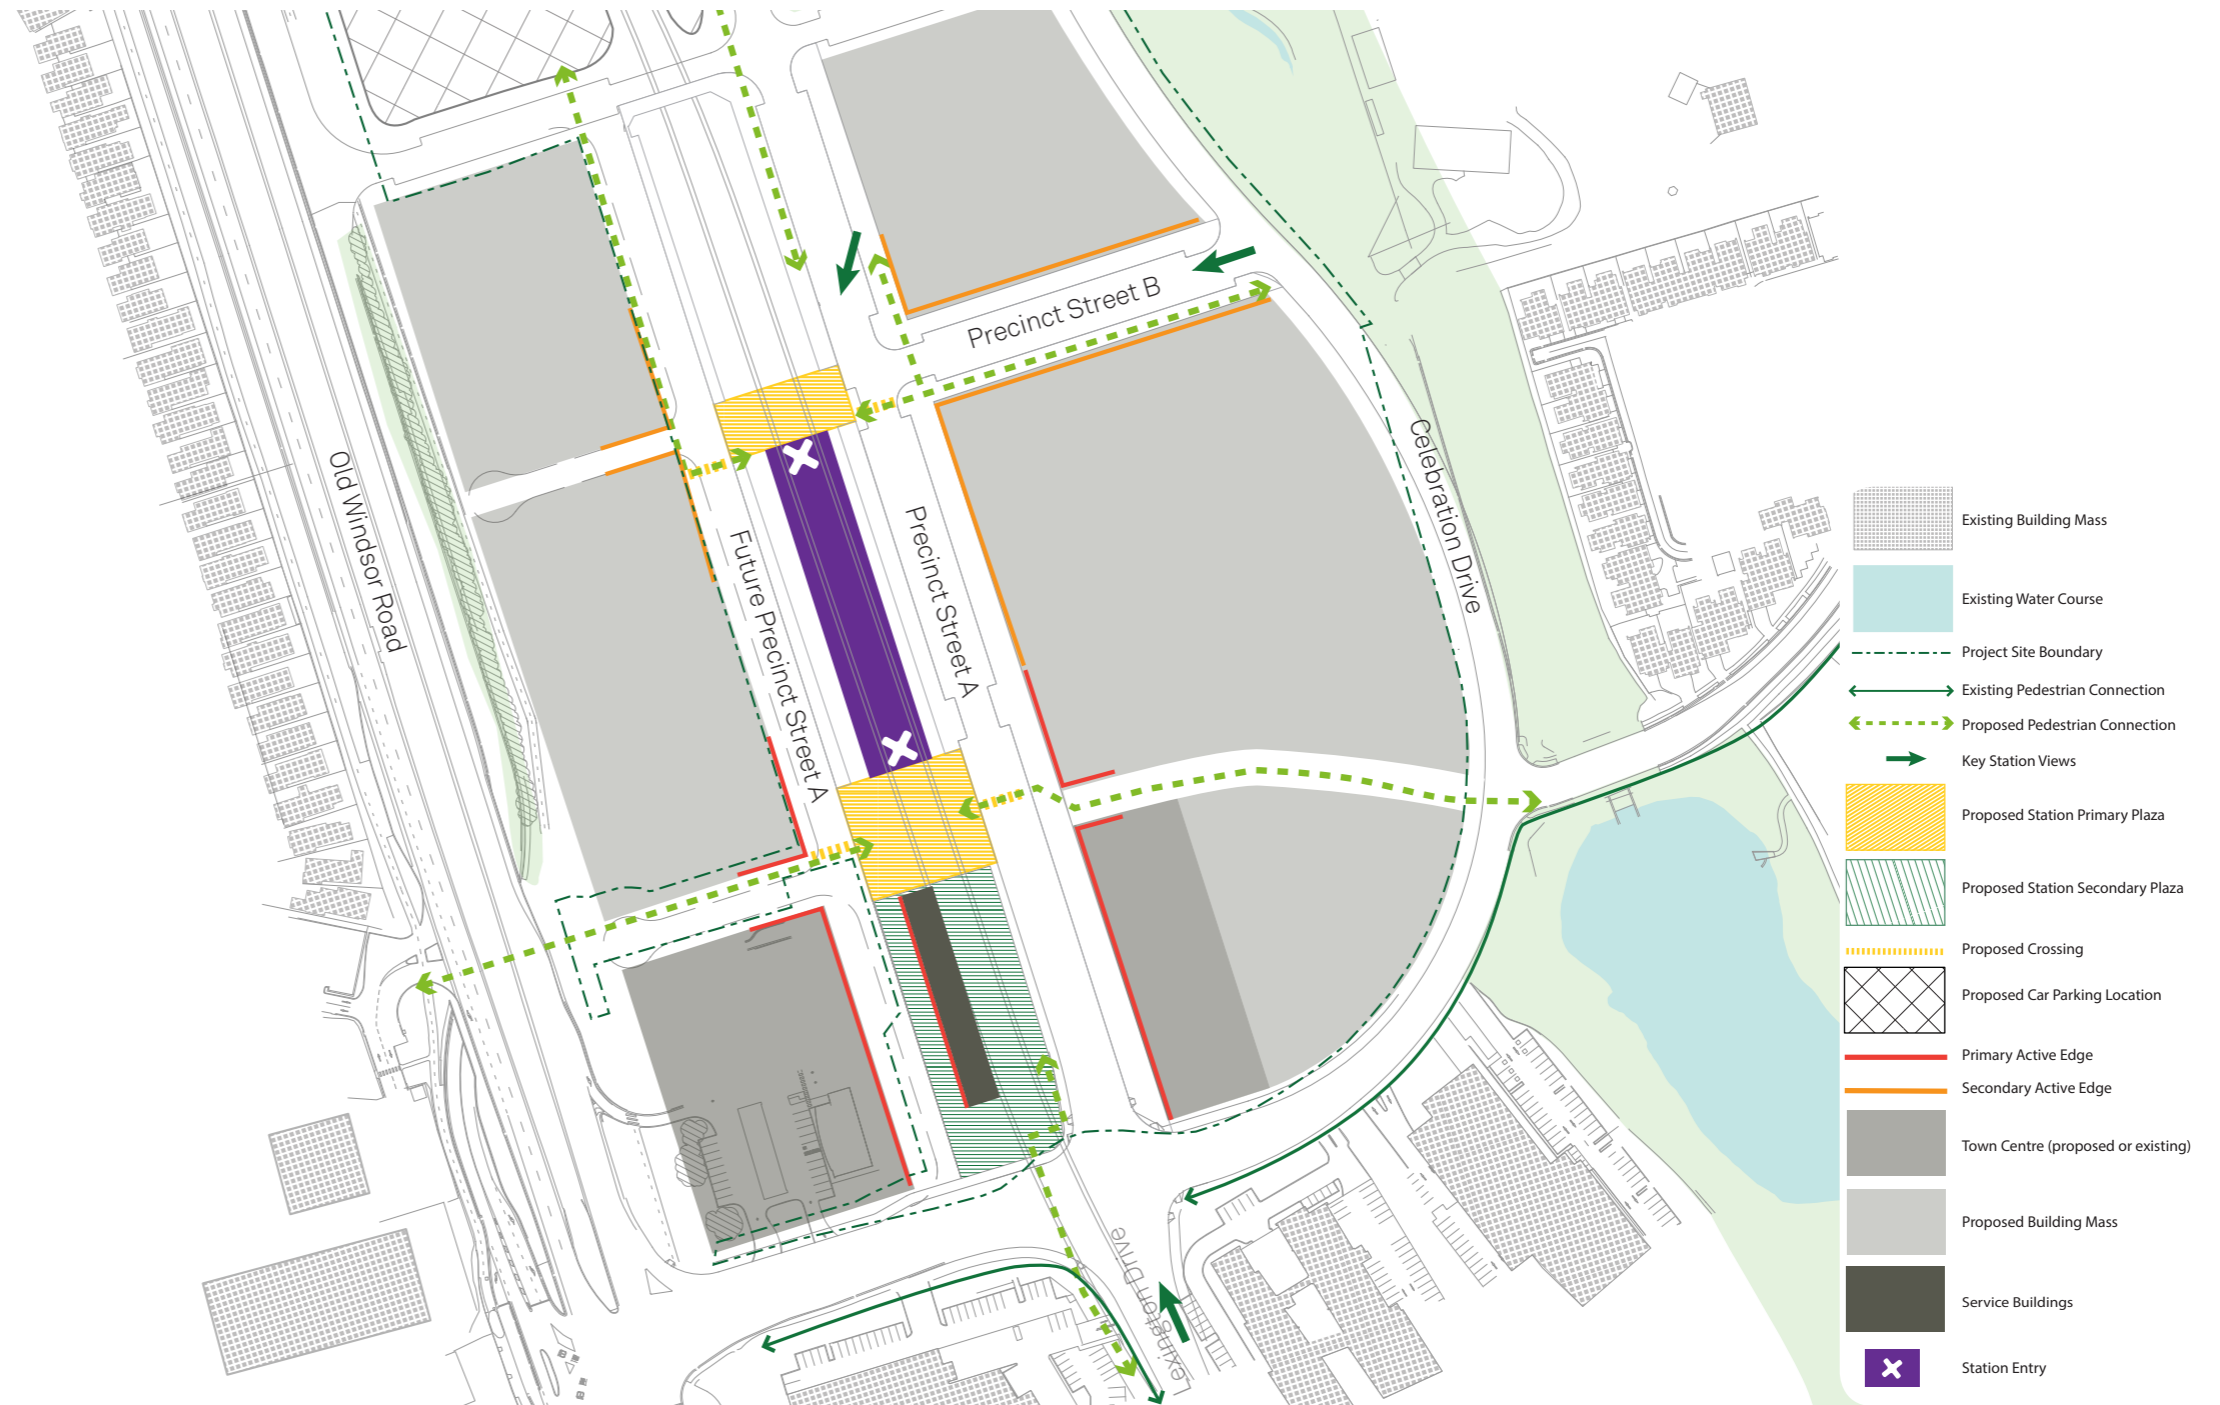 Precinct Street B
Old Windsor Road
Celebration Drive
Precinct Street A
Future Precinct Street A
Lexington Drive
Existing Building Mass
Existing Water Course
Project Site Boundary
Existing Pedestrian Connection
Proposed Pedestrian Connection
Key Station Views
Proposed Station Primary Plaza
Proposed Station Secondary Plaza
Proposed Crossing
Proposed Car Parking Location
Primary Active Edge
Secondary Active Edge
Town Centre (proposed or existing)
Proposed Building Mass
Service Buildings
Station Entry